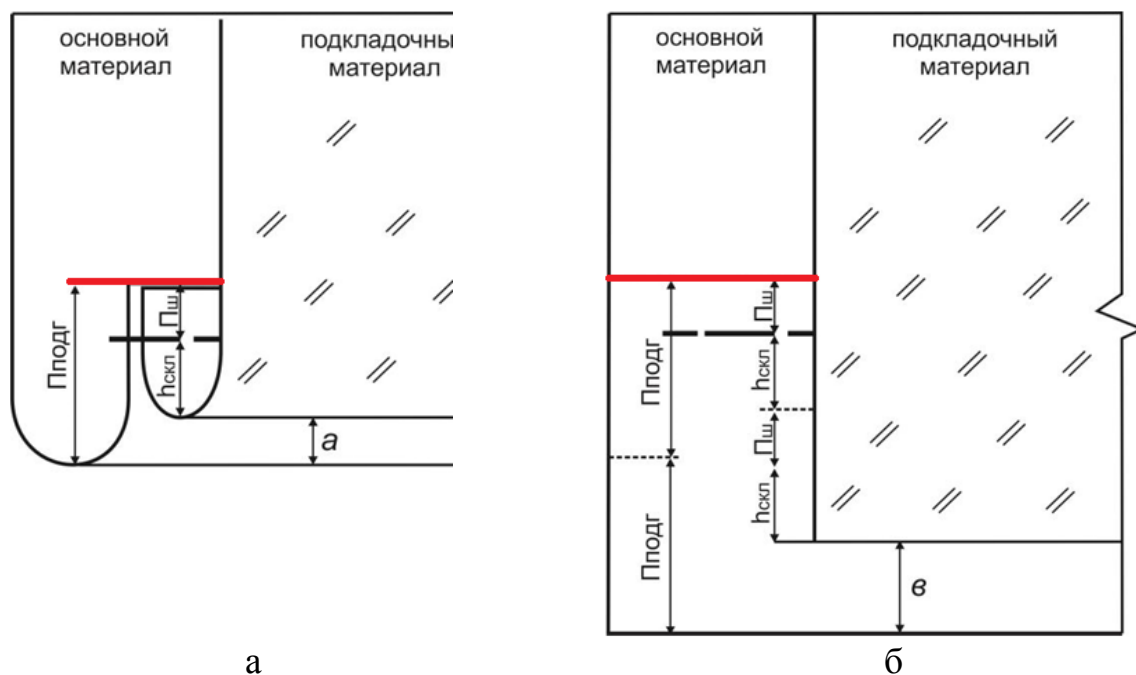 основной
материал
подкладочны
материал
Пподг
Пш
hскл
а
основной
материал
подкладочный
материал
Пподг
Пш
hскл
Пш
hскл
Пподг
в
а
б